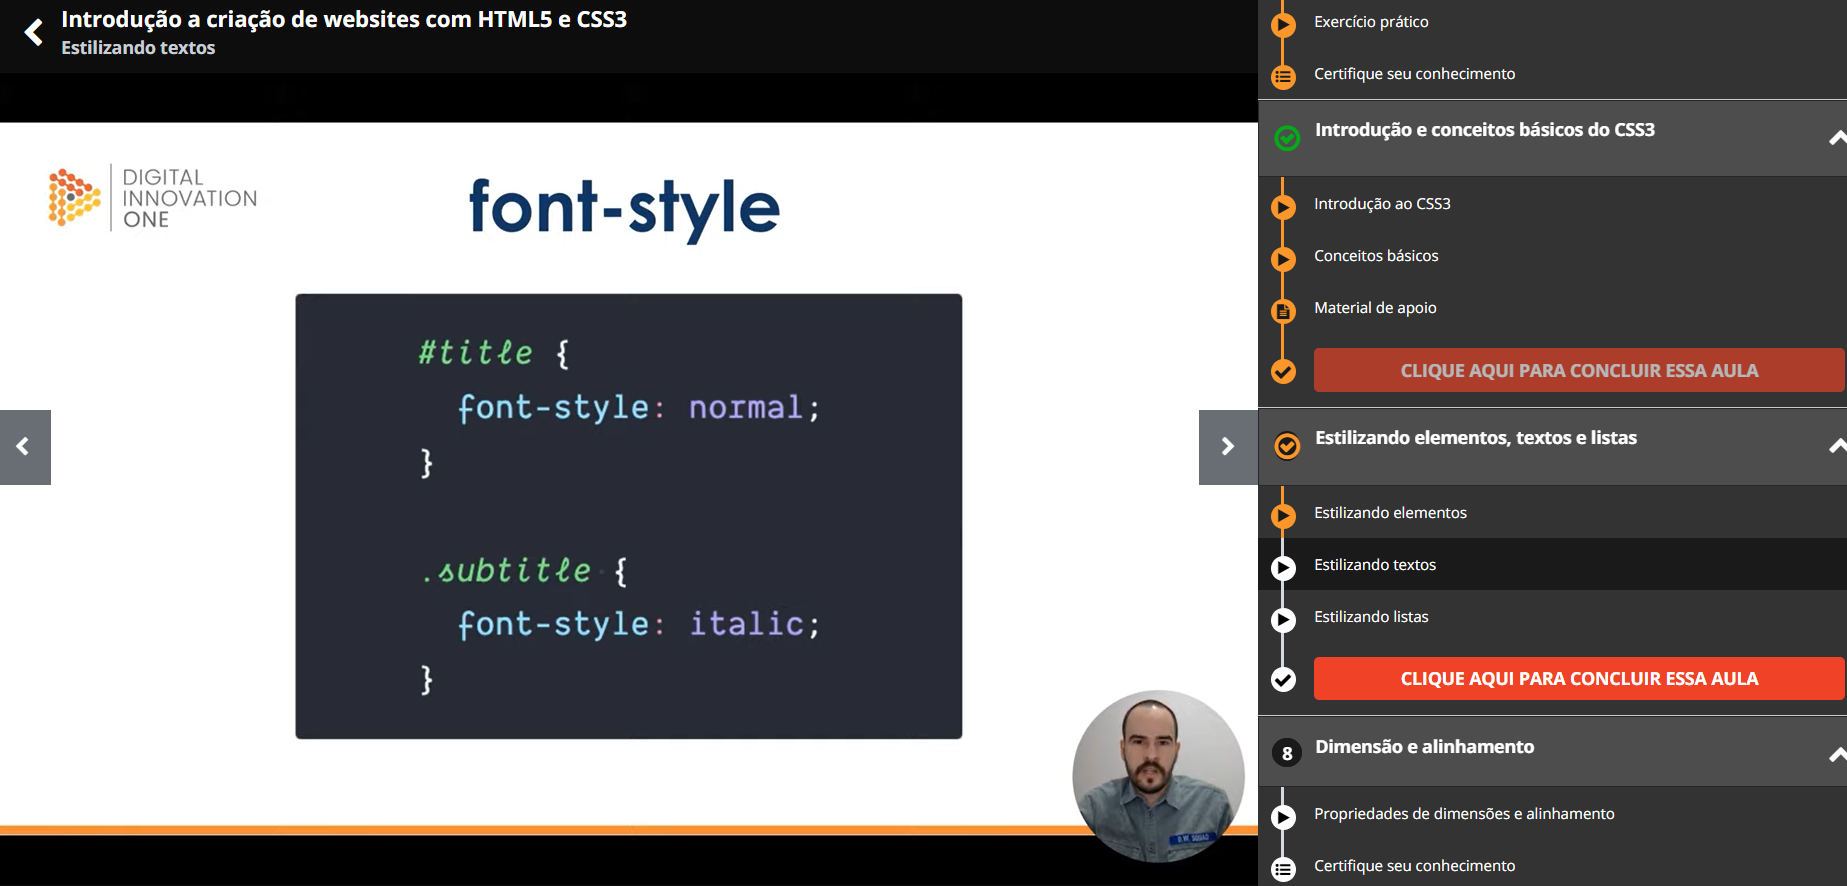 Introdução a criação de websites com HTML5 e CSS3
Estilizando textos
DIGITAL
INNOVATION
ONE
font-style
#title {
font-style: normal;
}
.subtitle {
font-style: italic;
}
D.W. SQUAD
Exercício prático
Certifique seu conhecimento
Introdução e conceitos básicos do CSS3
Introdução ao CSS3
Conceitos básicos
Material de apoio
CLIQUE AQUI PARA CONCLUIR ESSA AULA
Estilizando elementos, textos e listas
Estilizando elementos
Estilizando textos
Estilizando listas
CLIQUE AQUI PARA CONCLUIR ESSA AULA
8
Dimensão e alinhamento
Propriedades de dimensões e alinhamento
Certifique seu conhecimento